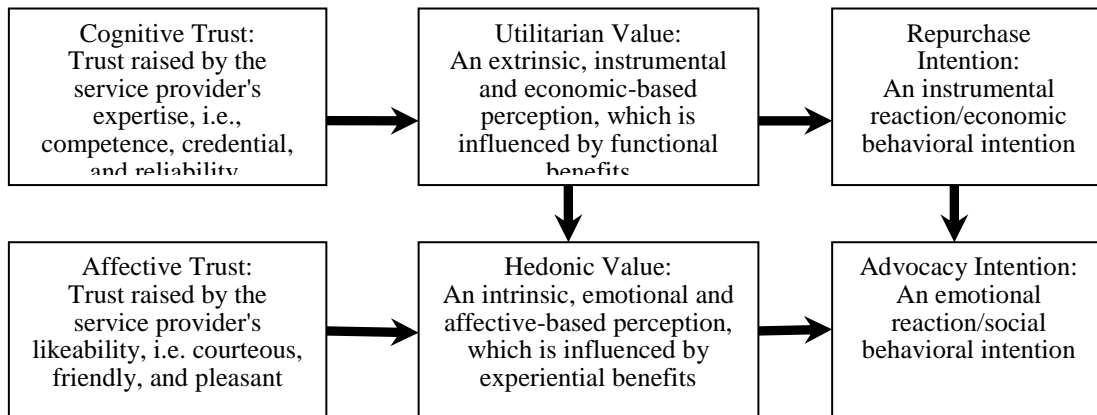 Cognitive Trust:
Trust raised by the
service provider's
expertise, i.e.,
competence, credential,
and reliability
Utilitarian Value:
An extrinsic, instrumental
and economic-based
perception, which is
influenced by functional
benefits
Repurchase
Intention:
An instrumental
reaction/economic
behavioral intention
Affective Trust:
Trust raised by the
service provider's
likeability, i.e. courteous,
friendly, and pleasant
Hedonic Value:
An intrinsic, emotional and
affective-based perception,
which is influenced by
experiential benefits
Advocacy Intention:
An emotional
reaction/social
behavioral intention